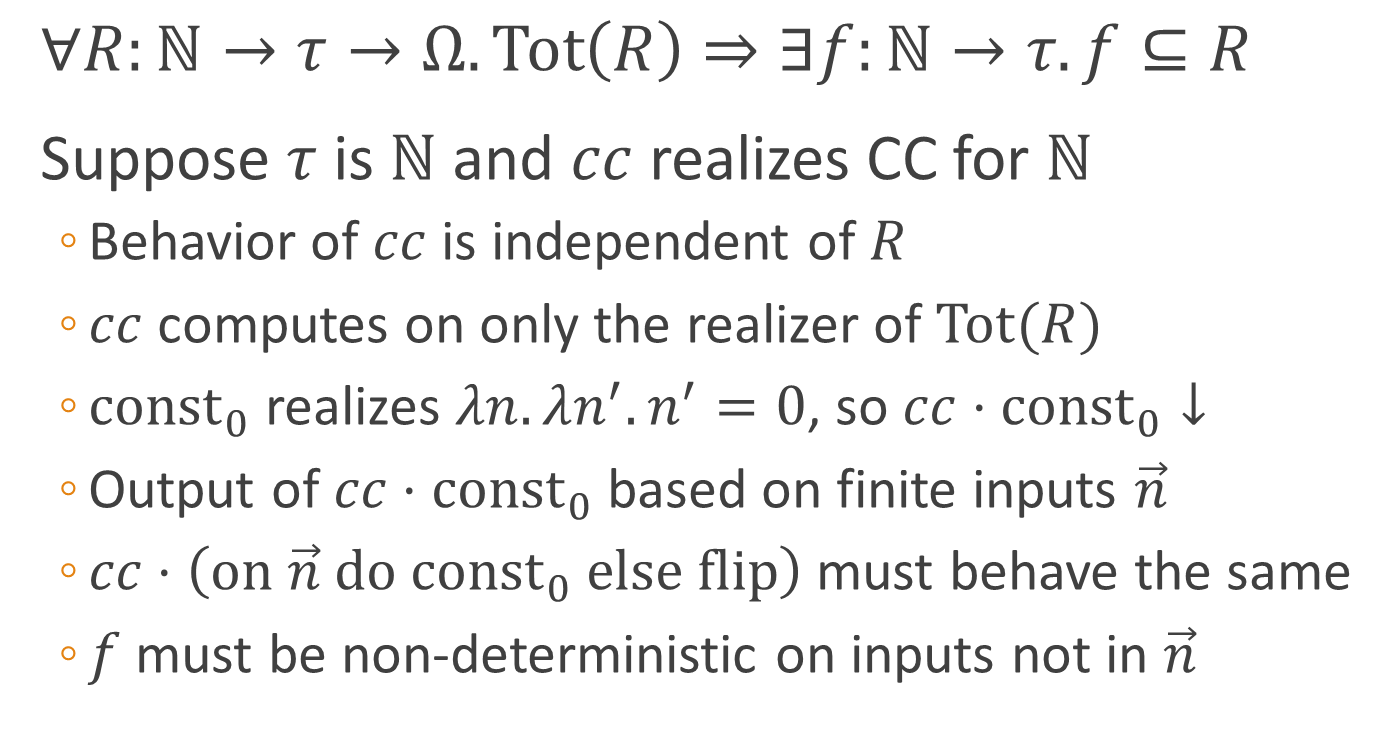 ∀R: ℕ → τ → Ω. Tot(R) ⇒ ∃f: ℕ → τ. f ⊆ R
Suppose τ is ℕ and cc realizes CC for ℕ
◦ Behavior of cc is independent of R
◦ cc computes on only the realizer of Tot(R)
◦ const₀ realizes λn. λn′. n′ = 0, so cc · const₀ ↓
◦ Output of cc · const₀ based on finite inputs n⃗
◦ cc · (on n⃗ do const₀ else flip) must behave the same
◦ f must be non-deterministic on inputs not in n⃗